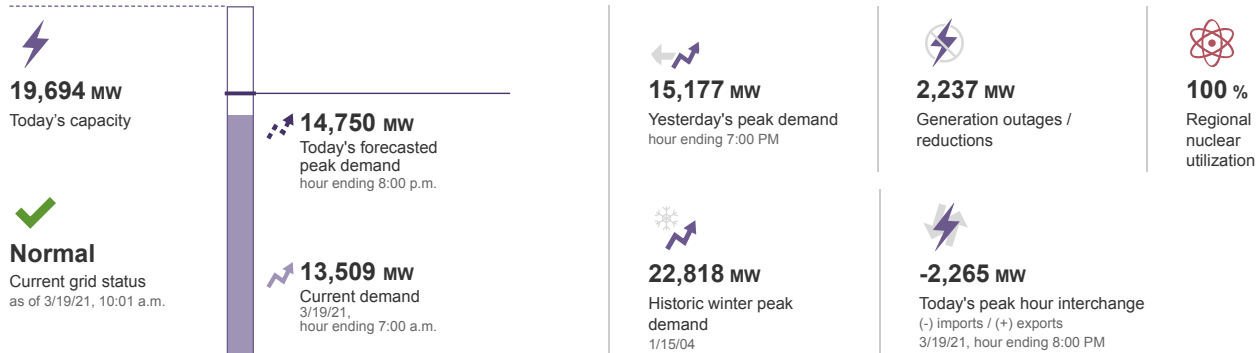 19,694 MW
Today's capacity
Normal
Current grid status
as of 3/19/21, 10:01 a.m.
14,750 MW
Today's forecasted
peak demand
hour ending 8:00 p.m.
13,509 MW
Current demand
3/19/21,
hour ending 7:00 a.m.
15,177 MW
Yesterday's peak demand
hour ending 7:00 PM
2,237 MW
Generation outages /
reductions
100 %
Regional
nuclear
utilization
22,818 MW
Historic winter peak
demand
1/15/04
-2,265 MW
Today's peak hour interchange
(-) imports / (+) exports
3/19/21, hour ending 8:00 PM